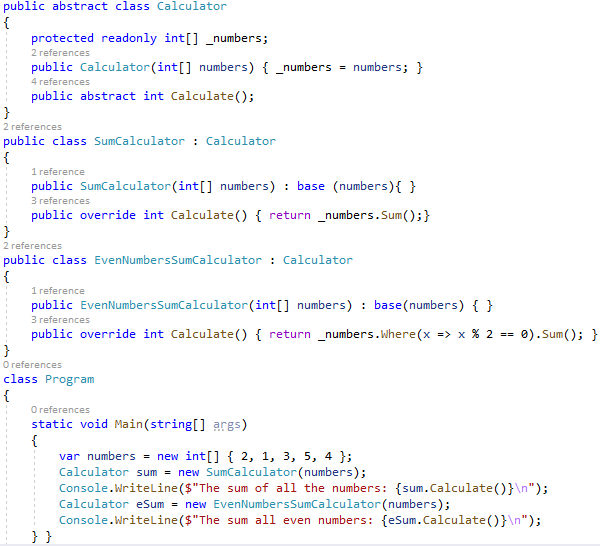 public abstract class Calculator
{
protected readonly int[] _numbers;
2 references
public Calculator(int[] numbers) { _numbers = numbers; }
4 references
public abstract int Calculate();
}
2 references
public class SumCalculator : Calculator
{
1 reference
public SumCalculator(int[] numbers) : base (numbers){ }
3 references
public override int Calculate() { return _numbers.Sum();}
}
2 references
public class EvenNumbersSumCalculator : Calculator
{
1 reference
public EvenNumbersSumCalculator(int[] numbers) : base(numbers) { }
3 references
public override int Calculate() { return _numbers.Where(x => x % 2 == 0).Sum(); }
}
0 references
class Program
{
0 references
static void Main(string[] args)
{
var numbers = new int[] { 2, 1, 3, 5, 4 };
Calculator sum = new SumCalculator(numbers);
Console.WriteLine($"The sum of all the numbers: {sum.Calculate()}\n");
Calculator eSum = new EvenNumbersSumCalculator(numbers);
Console.WriteLine($"The sum all even numbers: {eSum.Calculate()}\n");
} }